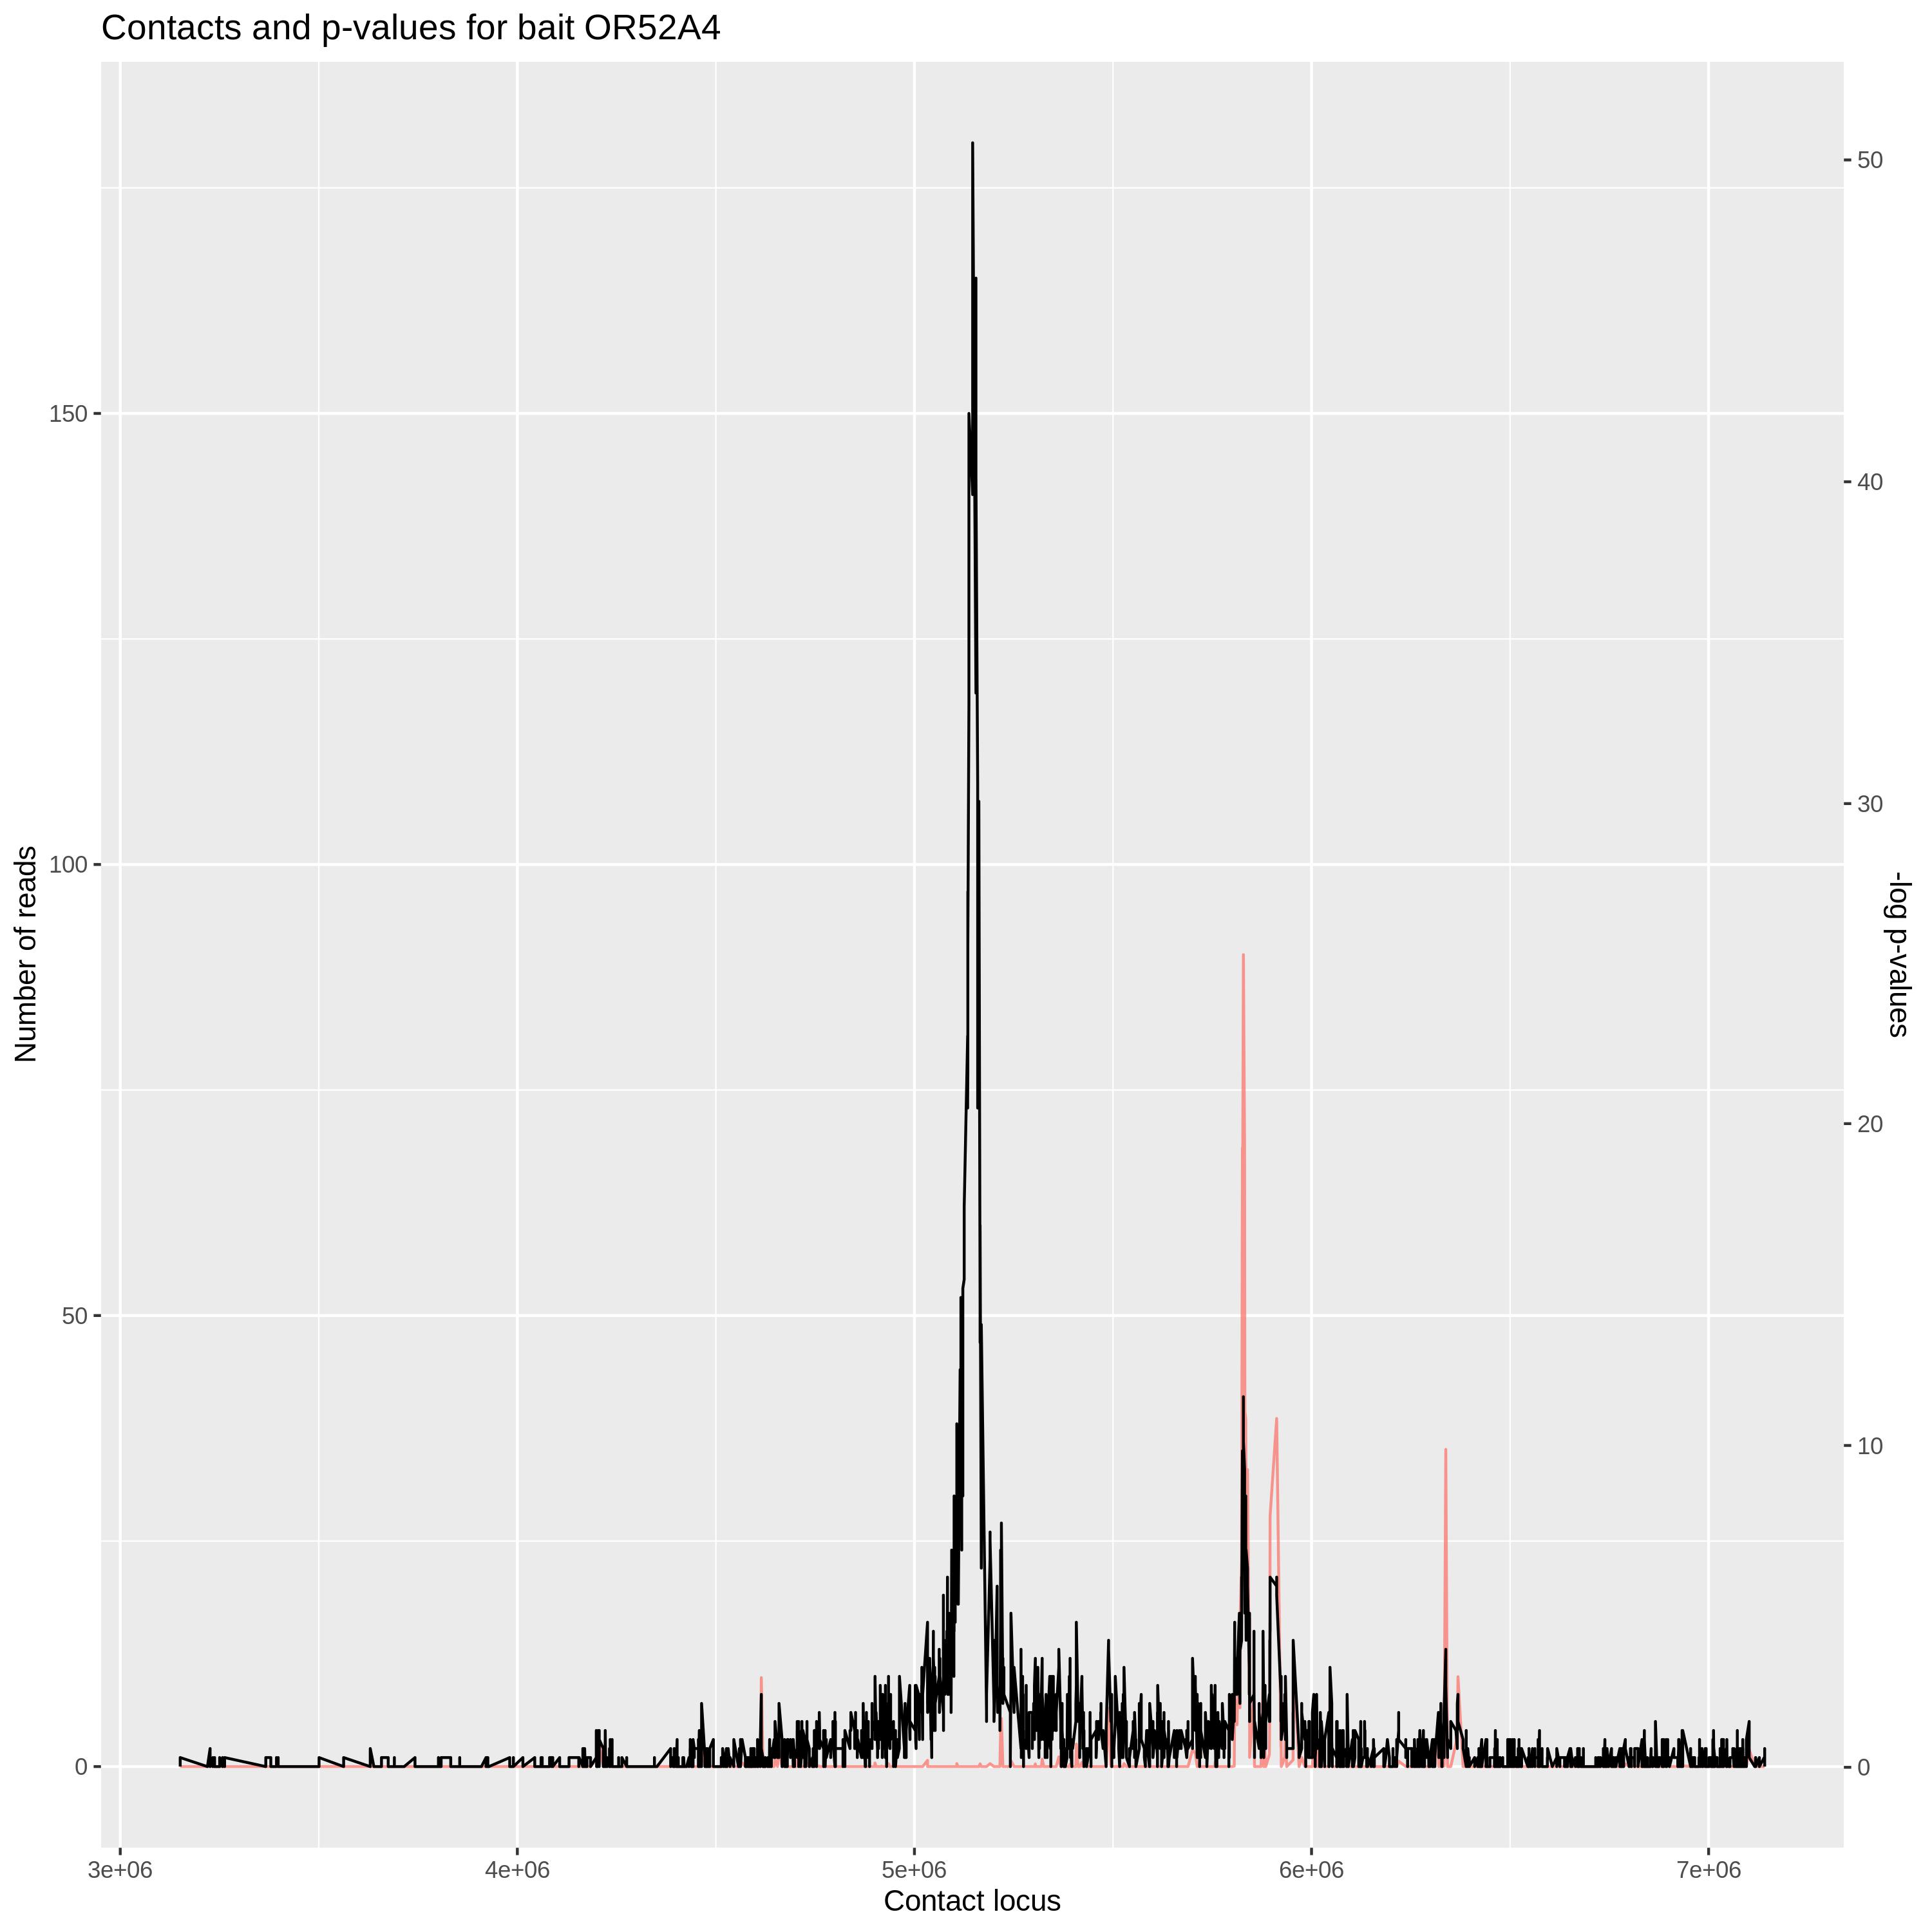 Contacts and p-values for bait OR52A4
150
100
50
0
50
40
30
20
10
0
Number of reads
-log p-values
3e+06 4e+06 5e+06 6e+06 7e+06
Contact locus